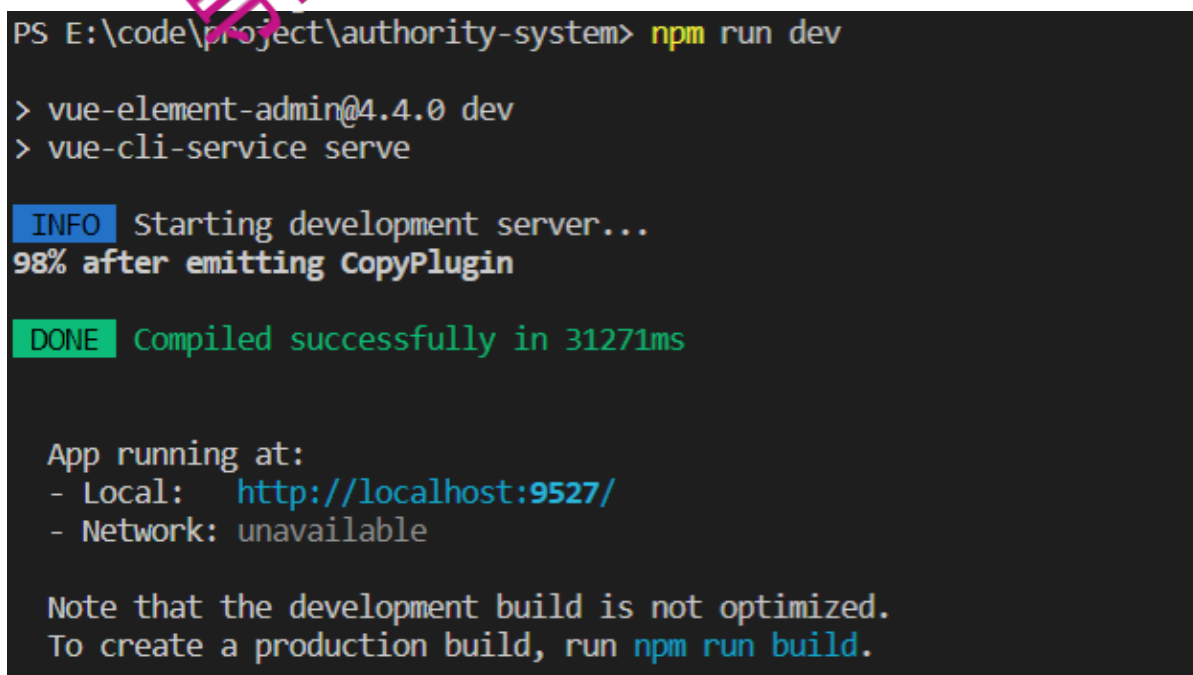 PS E:\code\project\authority-system> npm run dev
> vue-element-admin@4.4.0 dev
> vue-cli-service serve
INFO Starting development server...
98% after emitting CopyPlugin
DONE Compiled successfully in 31271ms
App running at:
- Local: http://localhost:9527/
- Network: unavailable
Note that the development build is not optimized.
To create a production build, run npm run build.